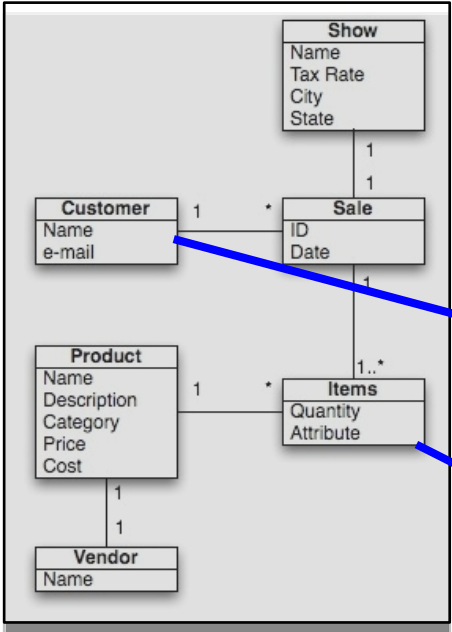 Show
Name
Tax Rate
City
State
1
1
Customer
Name
e-mail
1
*
Sale
ID
Date
1
1..*
Product
Name
Description
Category
Price
Cost
1
*
Items
Quantity
Attribute
1
1
Vendor
Name